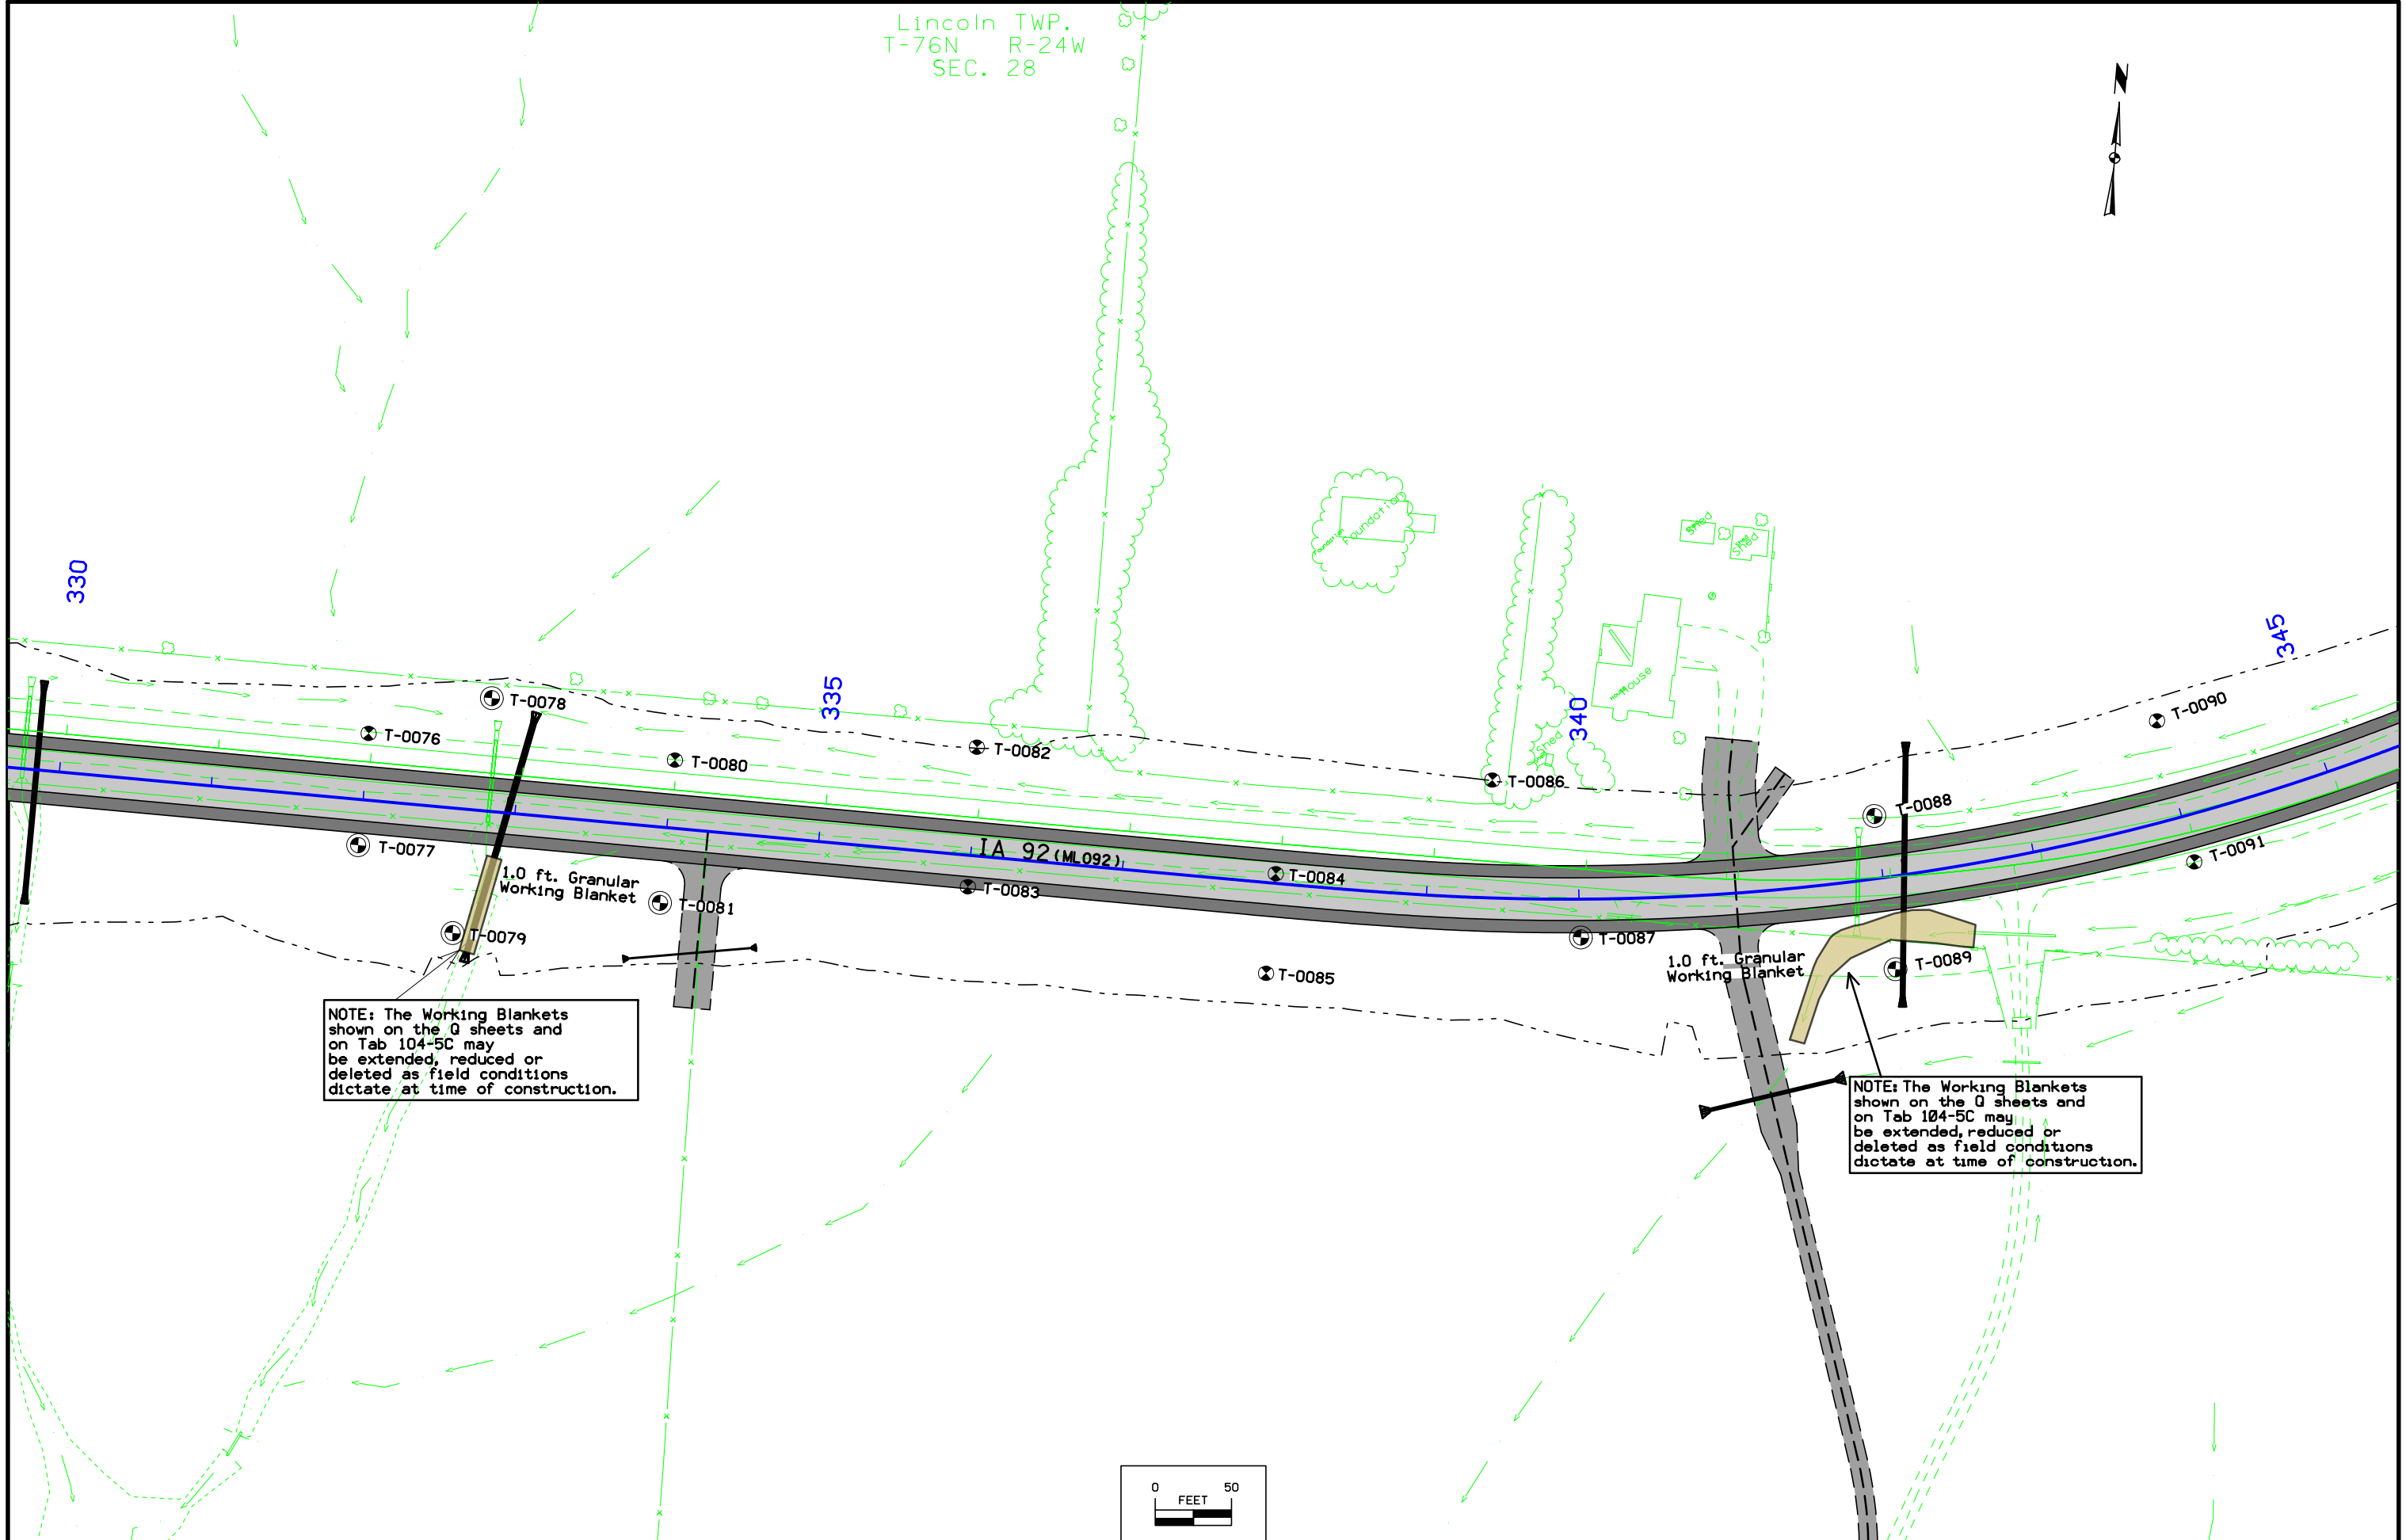 Lincoln TWP.
T-76N R-24W
SEC. 28
N
330
335
340
345
Foundation
Foundation
Shed
Shed
House
House
Shed
T-0076
T-0077
T-0078
T-0079
T-0080
T-0081
T-0082
T-0083
T-0084
T-0085
T-0086
T-0087
T-0088
T-0089
T-0090
T-0091
IA 92 (ML092)
1.0 ft. Granular
Working Blanket
1.0 ft. Granular
Working Blanket
NOTE: The Working Blankets
shown on the Q sheets and
on Tab 104-5C may
be extended, reduced or
deleted as field conditions
dictate at time of construction.
NOTE: The Working Blankets
shown on the Q sheets and
on Tab 104-5C may
be extended, reduced or
deleted as field conditions
dictate at time of construction.
0 50
FEET